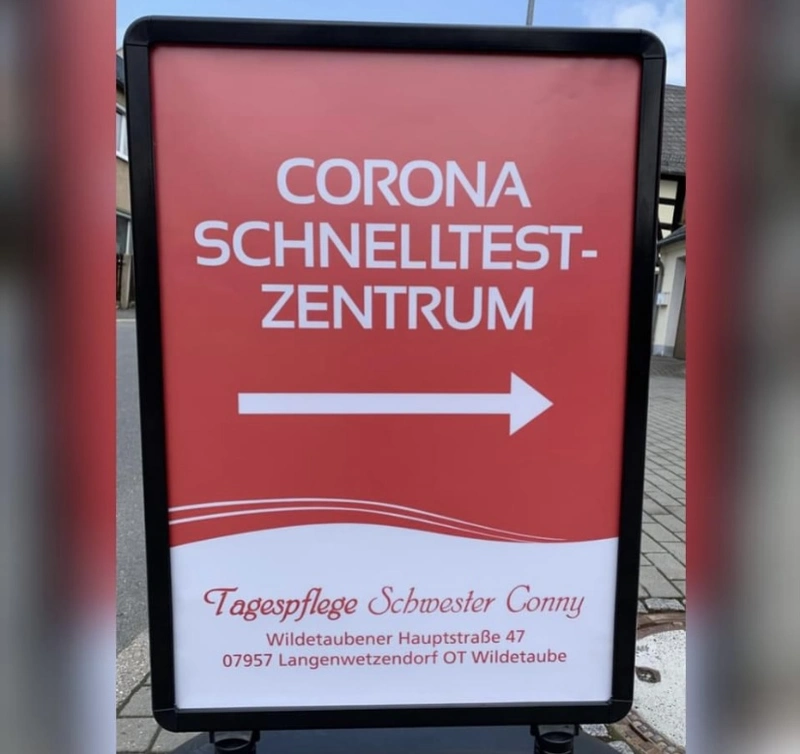 CORONA
SCHNELLTEST-
ZENTRUM
Tagespflege Schwester Conny
Wildetaubener Hauptstraße 47
07957 Langenwetzendorf OT Wildetaube